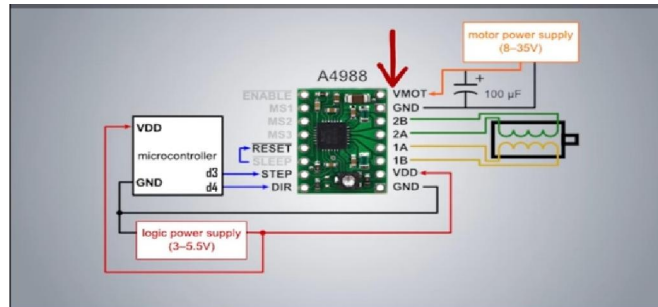 motor power supply
(8–35V)
A4988
ENABLE
MS1
MS2
MS3
RESET
SLEEP
STEP
DIR
VMOT
GND
2B
2A
1A
1B
VDD
GND
100 µF
+
VDD
microcontroller
GND
d3
d4
logic power supply
(3–5.5V)